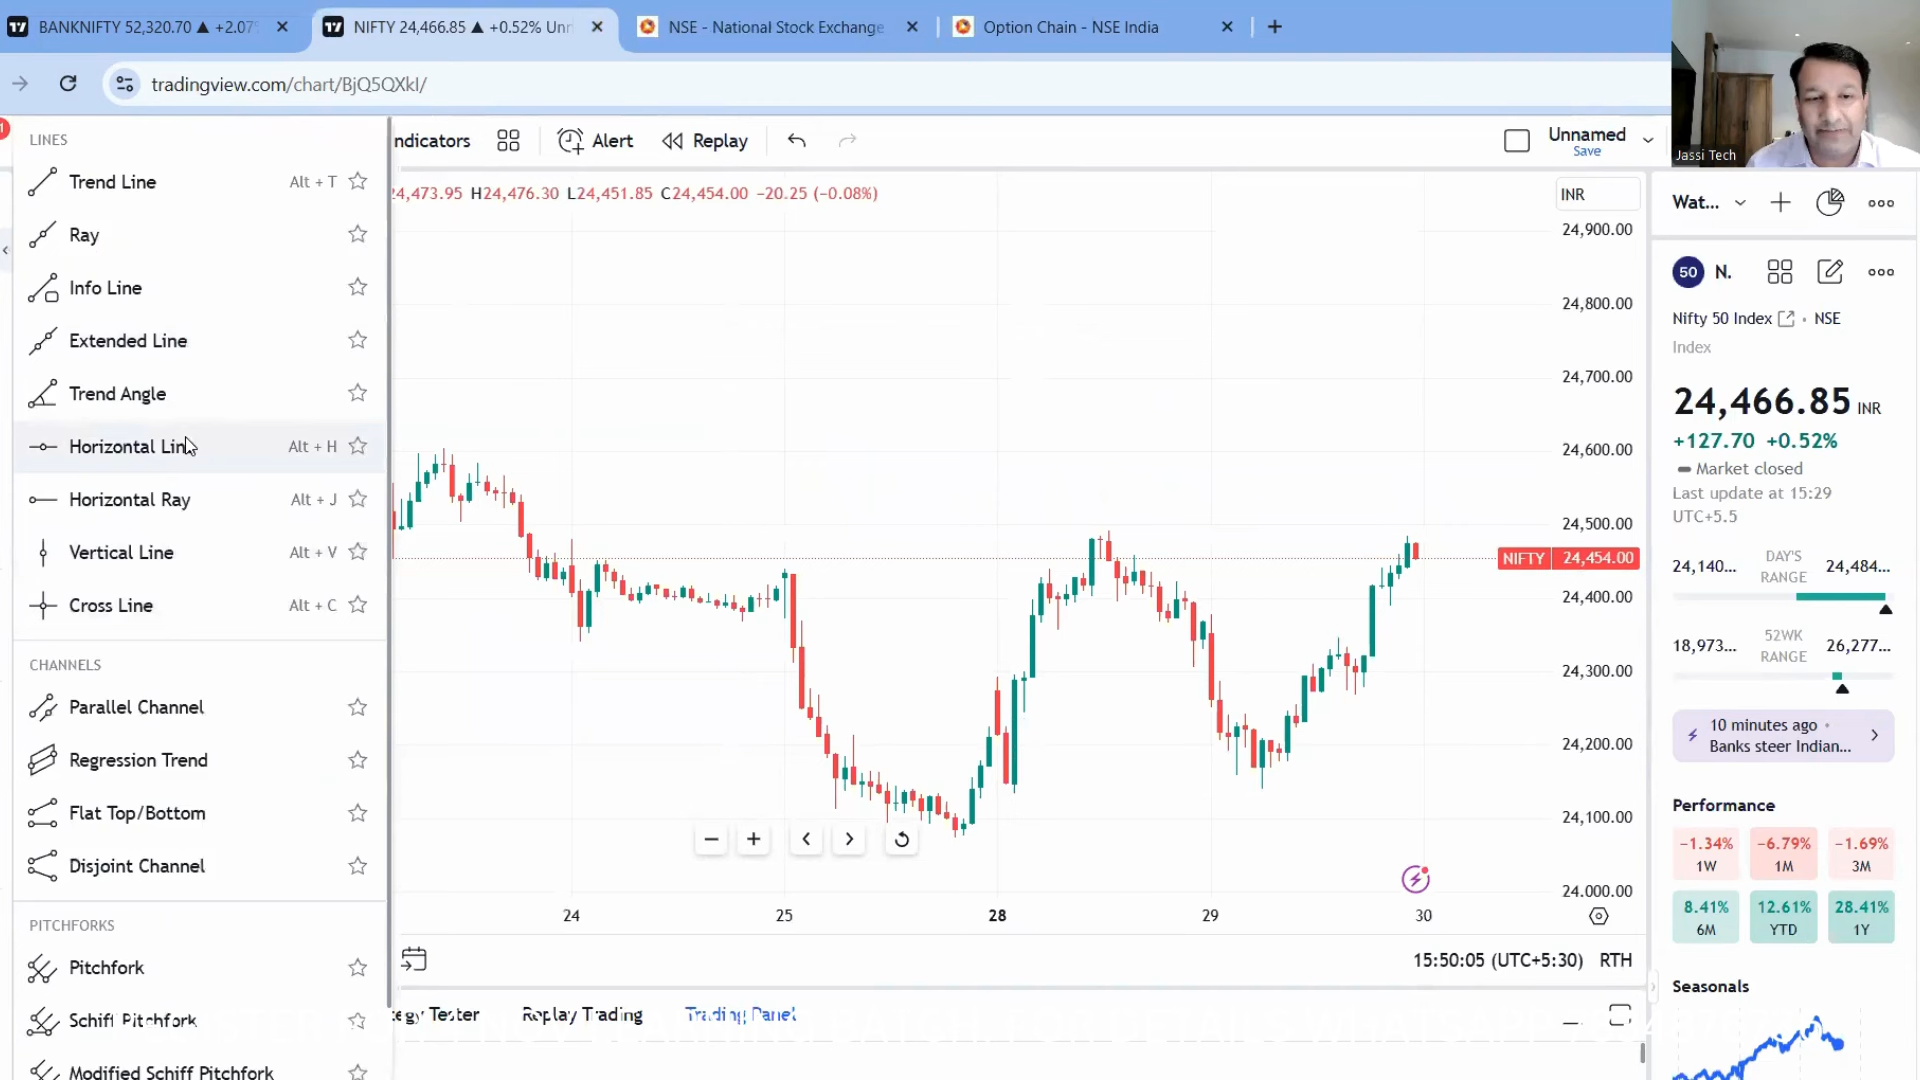 BANKNIFTY 52,320.70 ▲ +2.07
NIFTY 24,466.85 ▲ +0.52% Unn
NSE - National Stock Exchange
Option Chain - NSE India
tradingview.com/chart/BjQ5QXkI/
Jassi Tech
LINES
Trend Line Alt + T
Ray
Info Line
Extended Line
Trend Angle
Horizontal Line Alt + H
Horizontal Ray Alt + J
Vertical Line Alt + V
Cross Line Alt + C
CHANNELS
Parallel Channel
Regression Trend
Flat Top/Bottom
Disjoint Channel
PITCHFORKS
Pitchfork
Schiff Pitchfork
Modified Schiff Pitchfork
ndicators Alert Replay
Unnamed
Save
24,473.95 H24,476.30 L24,451.85 C24,454.00 −20.25 (−0.08%)
INR
24,900.00
24,800.00
24,700.00
24,600.00
24,500.00
NIFTY 24,454.00
24,400.00
24,300.00
24,200.00
24,100.00
24,000.00
24 25 28 29 30
15:50:05 (UTC+5:30) RTH
egy Tester Replay Trading Trading Panel
Wat...
50 N.
Nifty 50 Index • NSE
Index
24,466.85 INR
+127.70 +0.52%
Market closed
Last update at 15:29
UTC+5.5
24,140... DAY'S RANGE 24,484...
18,973... 52WK RANGE 26,277...
10 minutes ago •
Banks steer Indian...
Performance
−1.34% −6.79% −1.69%
1W 1M 3M
8.41% 12.61% 28.41%
6M YTD 1Y
Seasonals